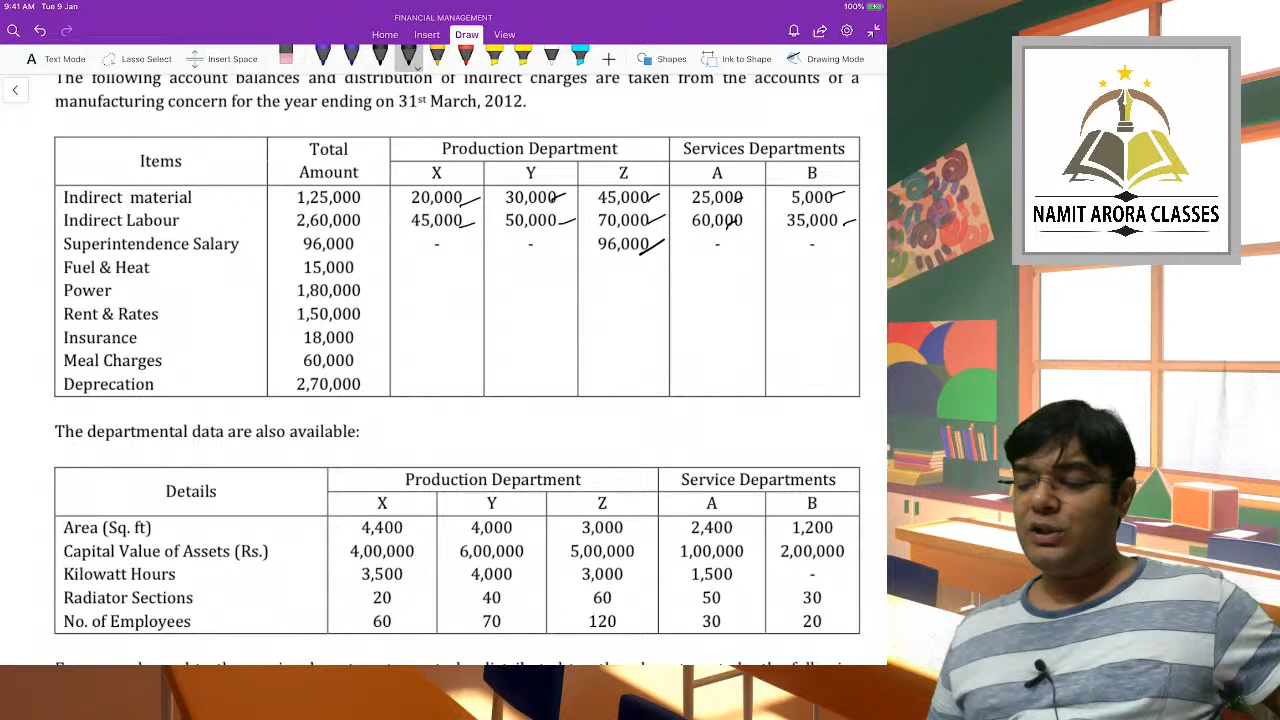 9:41 AM Tue 9 Jan
100%
FINANCIAL MANAGEMENT
Home Insert Draw View
Text Mode Lasso Select Insert Space Shapes Ink to Shape Drawing Mode
The following account balances and distribution of indirect charges are taken from the accounts of a
manufacturing concern for the year ending on 31st March, 2012.
Items Total Amount Production Department Services Departments
X Y Z A B
Indirect material 1,25,000 20,000 30,000 45,000 25,000 5,000
Indirect Labour 2,60,000 45,000 50,000 70,000 60,000 35,000
Superintendence Salary 96,000 - - 96,000 - -
Fuel & Heat 15,000
Power 1,80,000
Rent & Rates 1,50,000
Insurance 18,000
Meal Charges 60,000
Deprecation 2,70,000
The departmental data are also available:
Details Production Department Service Departments
X Y Z A B
Area (Sq. ft) 4,400 4,000 3,000 2,400 1,200
Capital Value of Assets (Rs.) 4,00,000 6,00,000 5,00,000 1,00,000 2,00,000
Kilowatt Hours 3,500 4,000 3,000 1,500 -
Radiator Sections 20 40 60 50 30
No. of Employees 60 70 120 30 20
NAMIT ARORA CLASSES